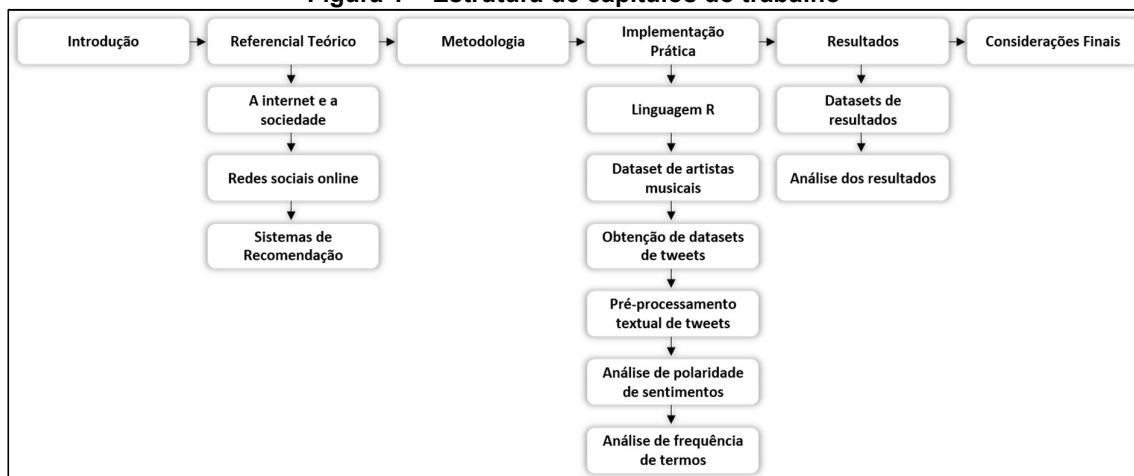 Figura 1 – Estrutura de capítulos do trabalho
Introdução
Referencial Teórico
Metodologia
Implementação
Prática
Resultados
Considerações Finais
A internet e a
sociedade
Redes sociais online
Sistemas de
Recomendação
Linguagem R
Dataset de artistas
musicais
Obtenção de datasets
de tweets
Pré-processamento
textual de tweets
Análise de polaridade
de sentimentos
Análise de frequência
de termos
Datasets de
resultados
Análise dos resultados